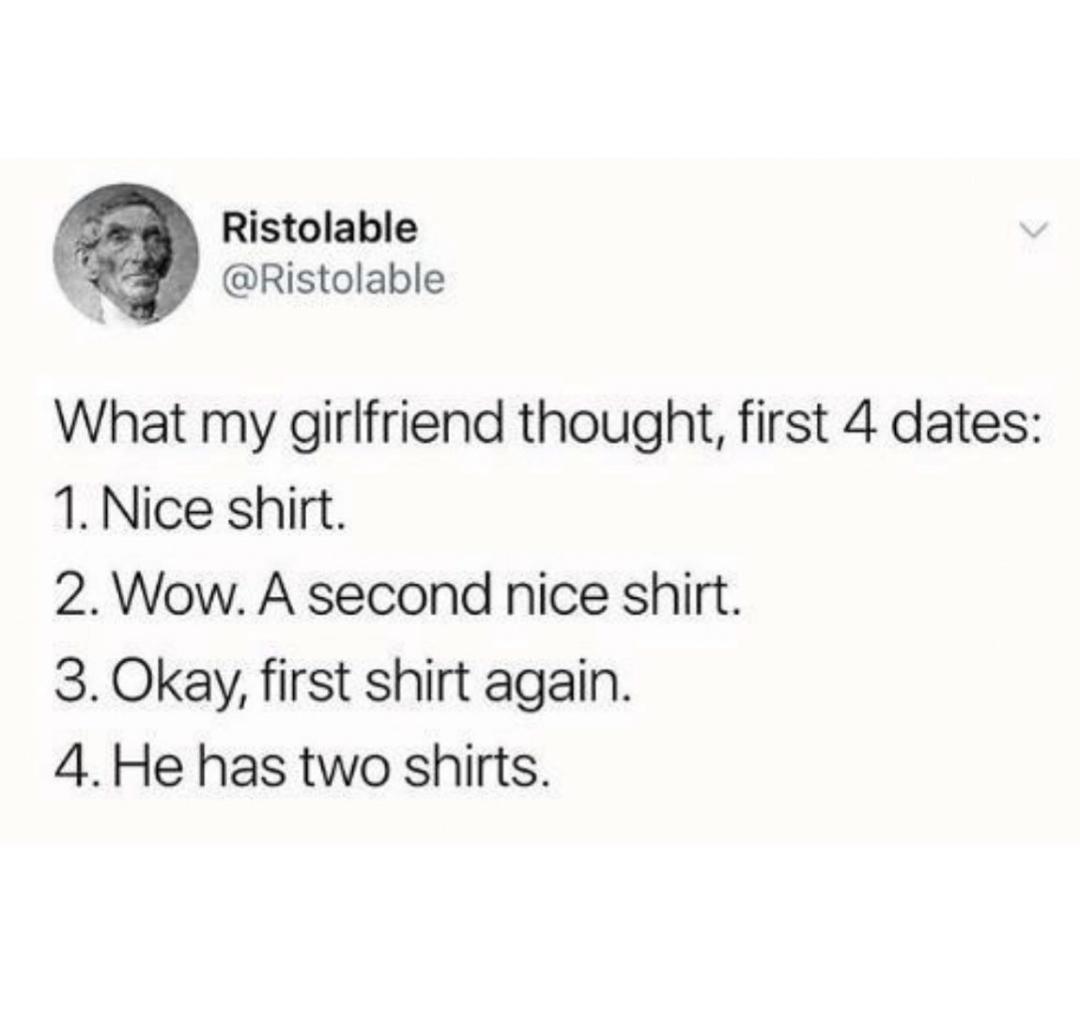 Ristolable
@Ristolable
What my girlfriend thought, first 4 dates:
1. Nice shirt.
2. Wow. A second nice shirt.
3. Okay, first shirt again.
4. He has two shirts.